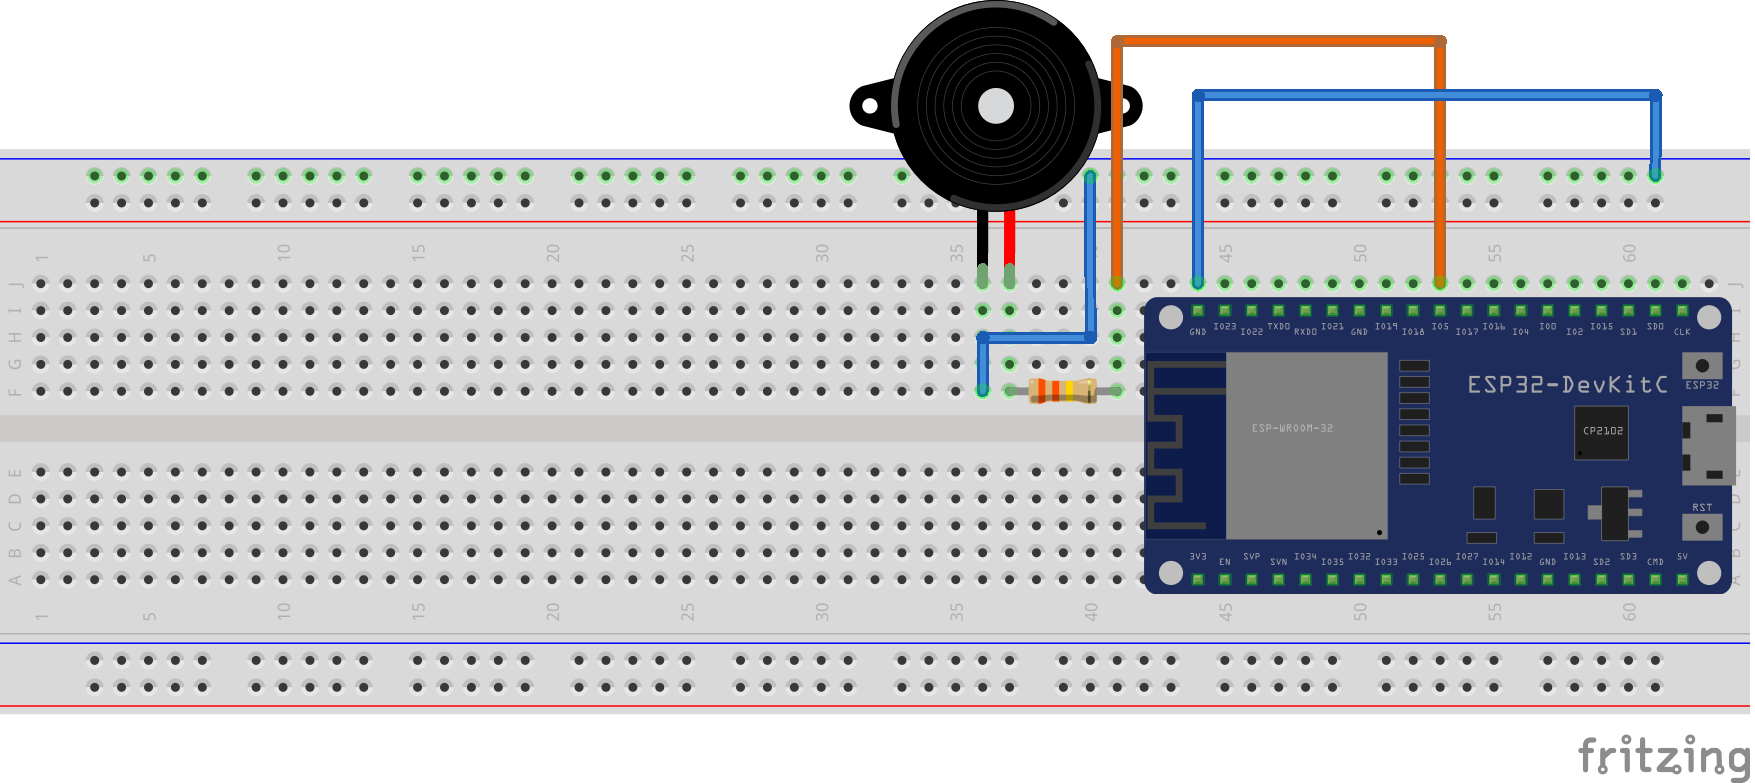 1 5 10 15 20 25 30 35 45 50 55 60
J J
I
H H
G
F F
GND IO23 IO22 TXD0 RXD0 IO21 GND IO19 IO18 IO5 IO17 IO16 IO4 IO0 IO2 IO15 SD1 SD0 CLK
ESP32-DevKitC
ESP32
ESP-WROOM-32
CP2102
RST
E E
D D
C C
B B
A A
3V3 EN SVP SVN IO34 IO35 IO32 IO33 IO25 IO26 IO27 IO14 IO12 GND IO13 SD2 SD3 CMD 5V
1 5 10 15 20 25 30 35 40 45 50 55 60
fritzing